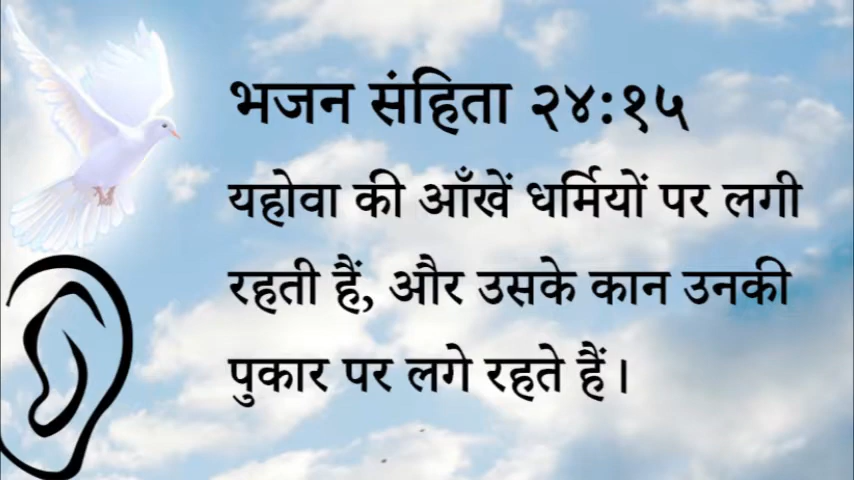 भजन संहिता २४:१५
यहोवा की आँखें धर्मियों पर लगी
रहती हैं, और उसके कान उनकी
पुकार पर लगे रहते हैं।